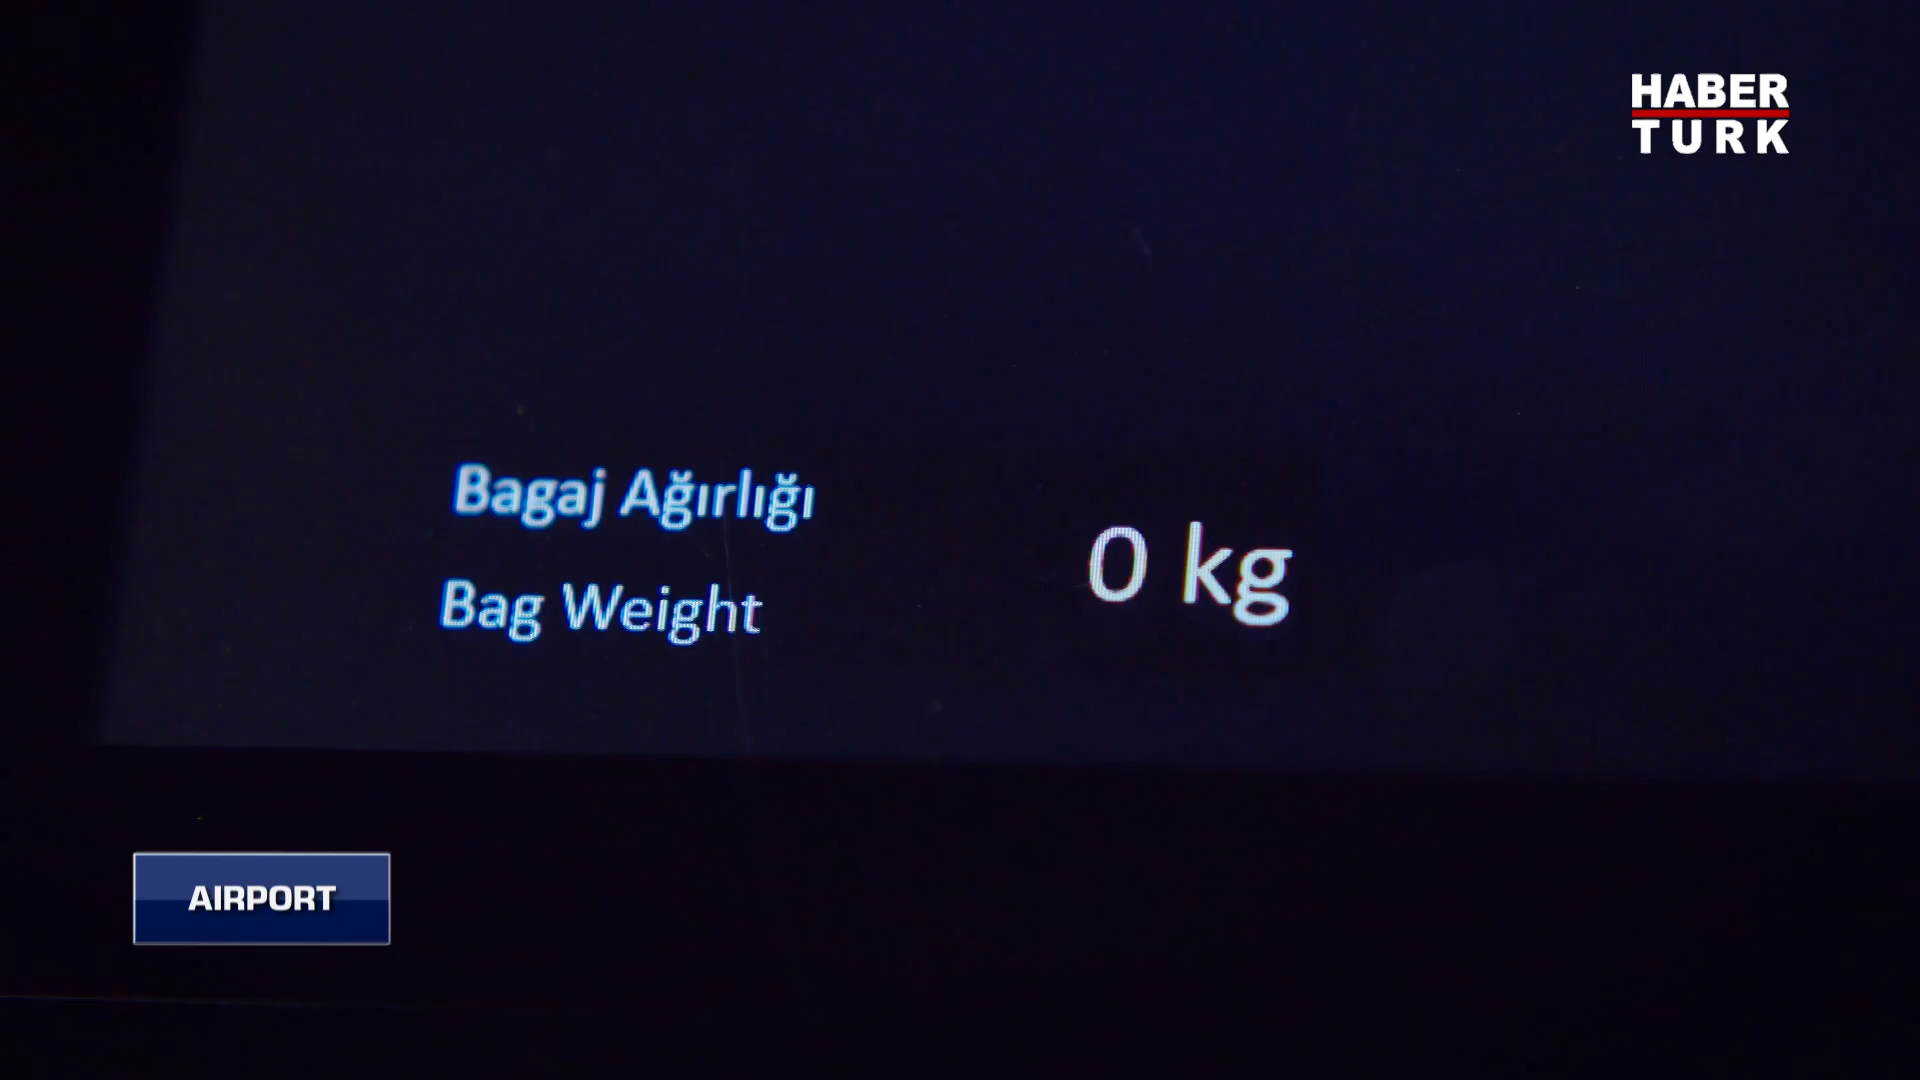 HABER
TURK
Bagaj Ağırlığı
Bag Weight
0 kg
AIRPORT